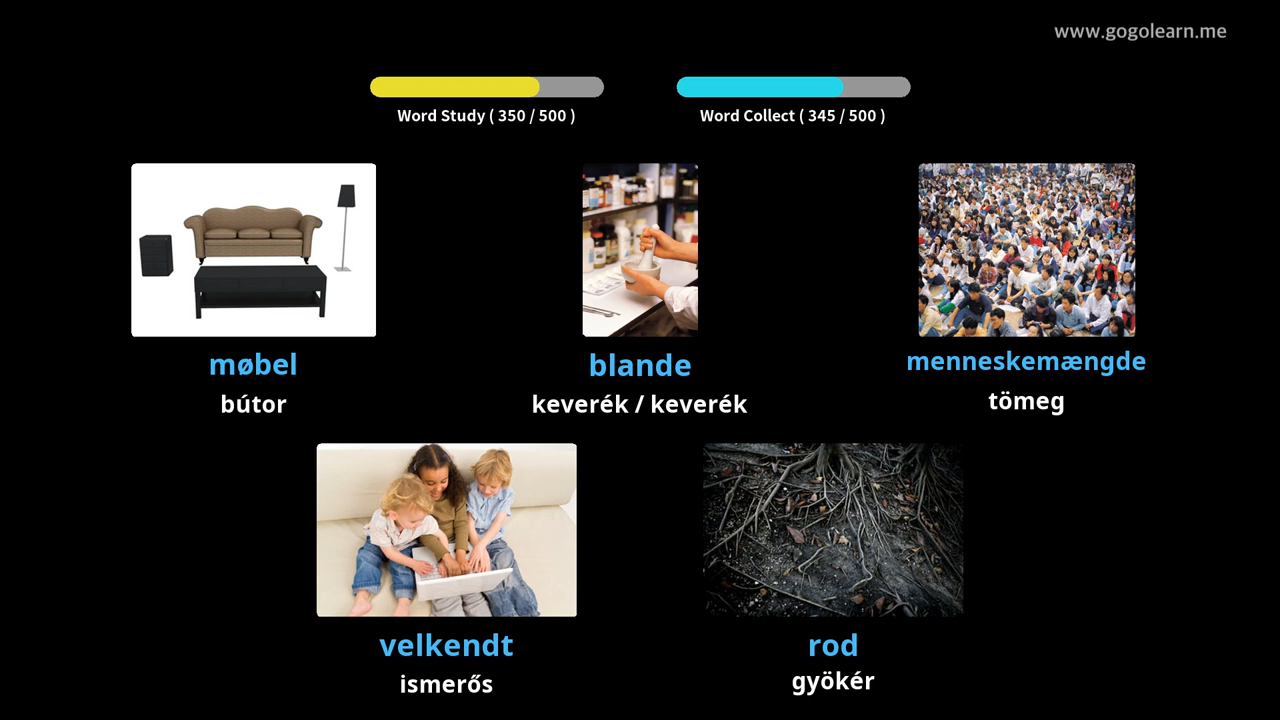 www.gogolearn.me
Word Study ( 350 / 500 )
Word Collect ( 345 / 500 )
møbel
bútor
blande
keverék / keverék
menneskemængde
tömeg
velkendt
ismerős
rod
gyökér